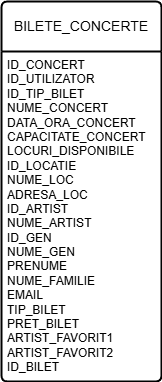 BILETE_CONCERTE
ID_CONCERT
ID_UTILIZATOR
ID_TIP_BILET
NUME_CONCERT
DATA_ORA_CONCERT
CAPACITATE_CONCERT
LOCURI_DISPONIBILE
ID_LOCATIE
NUME_LOC
ADRESA_LOC
ID_ARTIST
NUME_ARTIST
ID_GEN
NUME_GEN
PRENUME
NUME_FAMILIE
EMAIL
TIP_BILET
PRET_BILET
ARTIST_FAVORIT1
ARTIST_FAVORIT2
ID_BILET